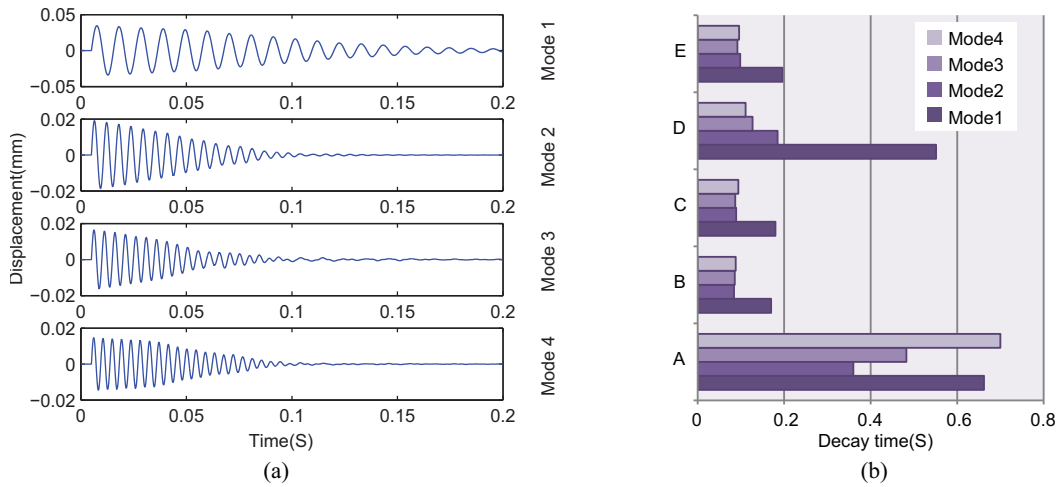 0.05
0
−0.05
0
0.05
0.1
0.15
0.2
Mode 1
0.02
0
−0.02
0
0.05
0.1
0.15
0.2
Mode 2
0.02
0
−0.02
0
0.05
0.1
0.15
0.2
Mode 3
0.02
0
−0.02
0
0.05
0.1
0.15
0.2
Mode 4
Displacement(mm)
Time(S)
(a)
E
D
C
B
A
Mode4
Mode3
Mode2
Mode1
0
0.2
0.4
0.6
0.8
Decay time(S)
(b)